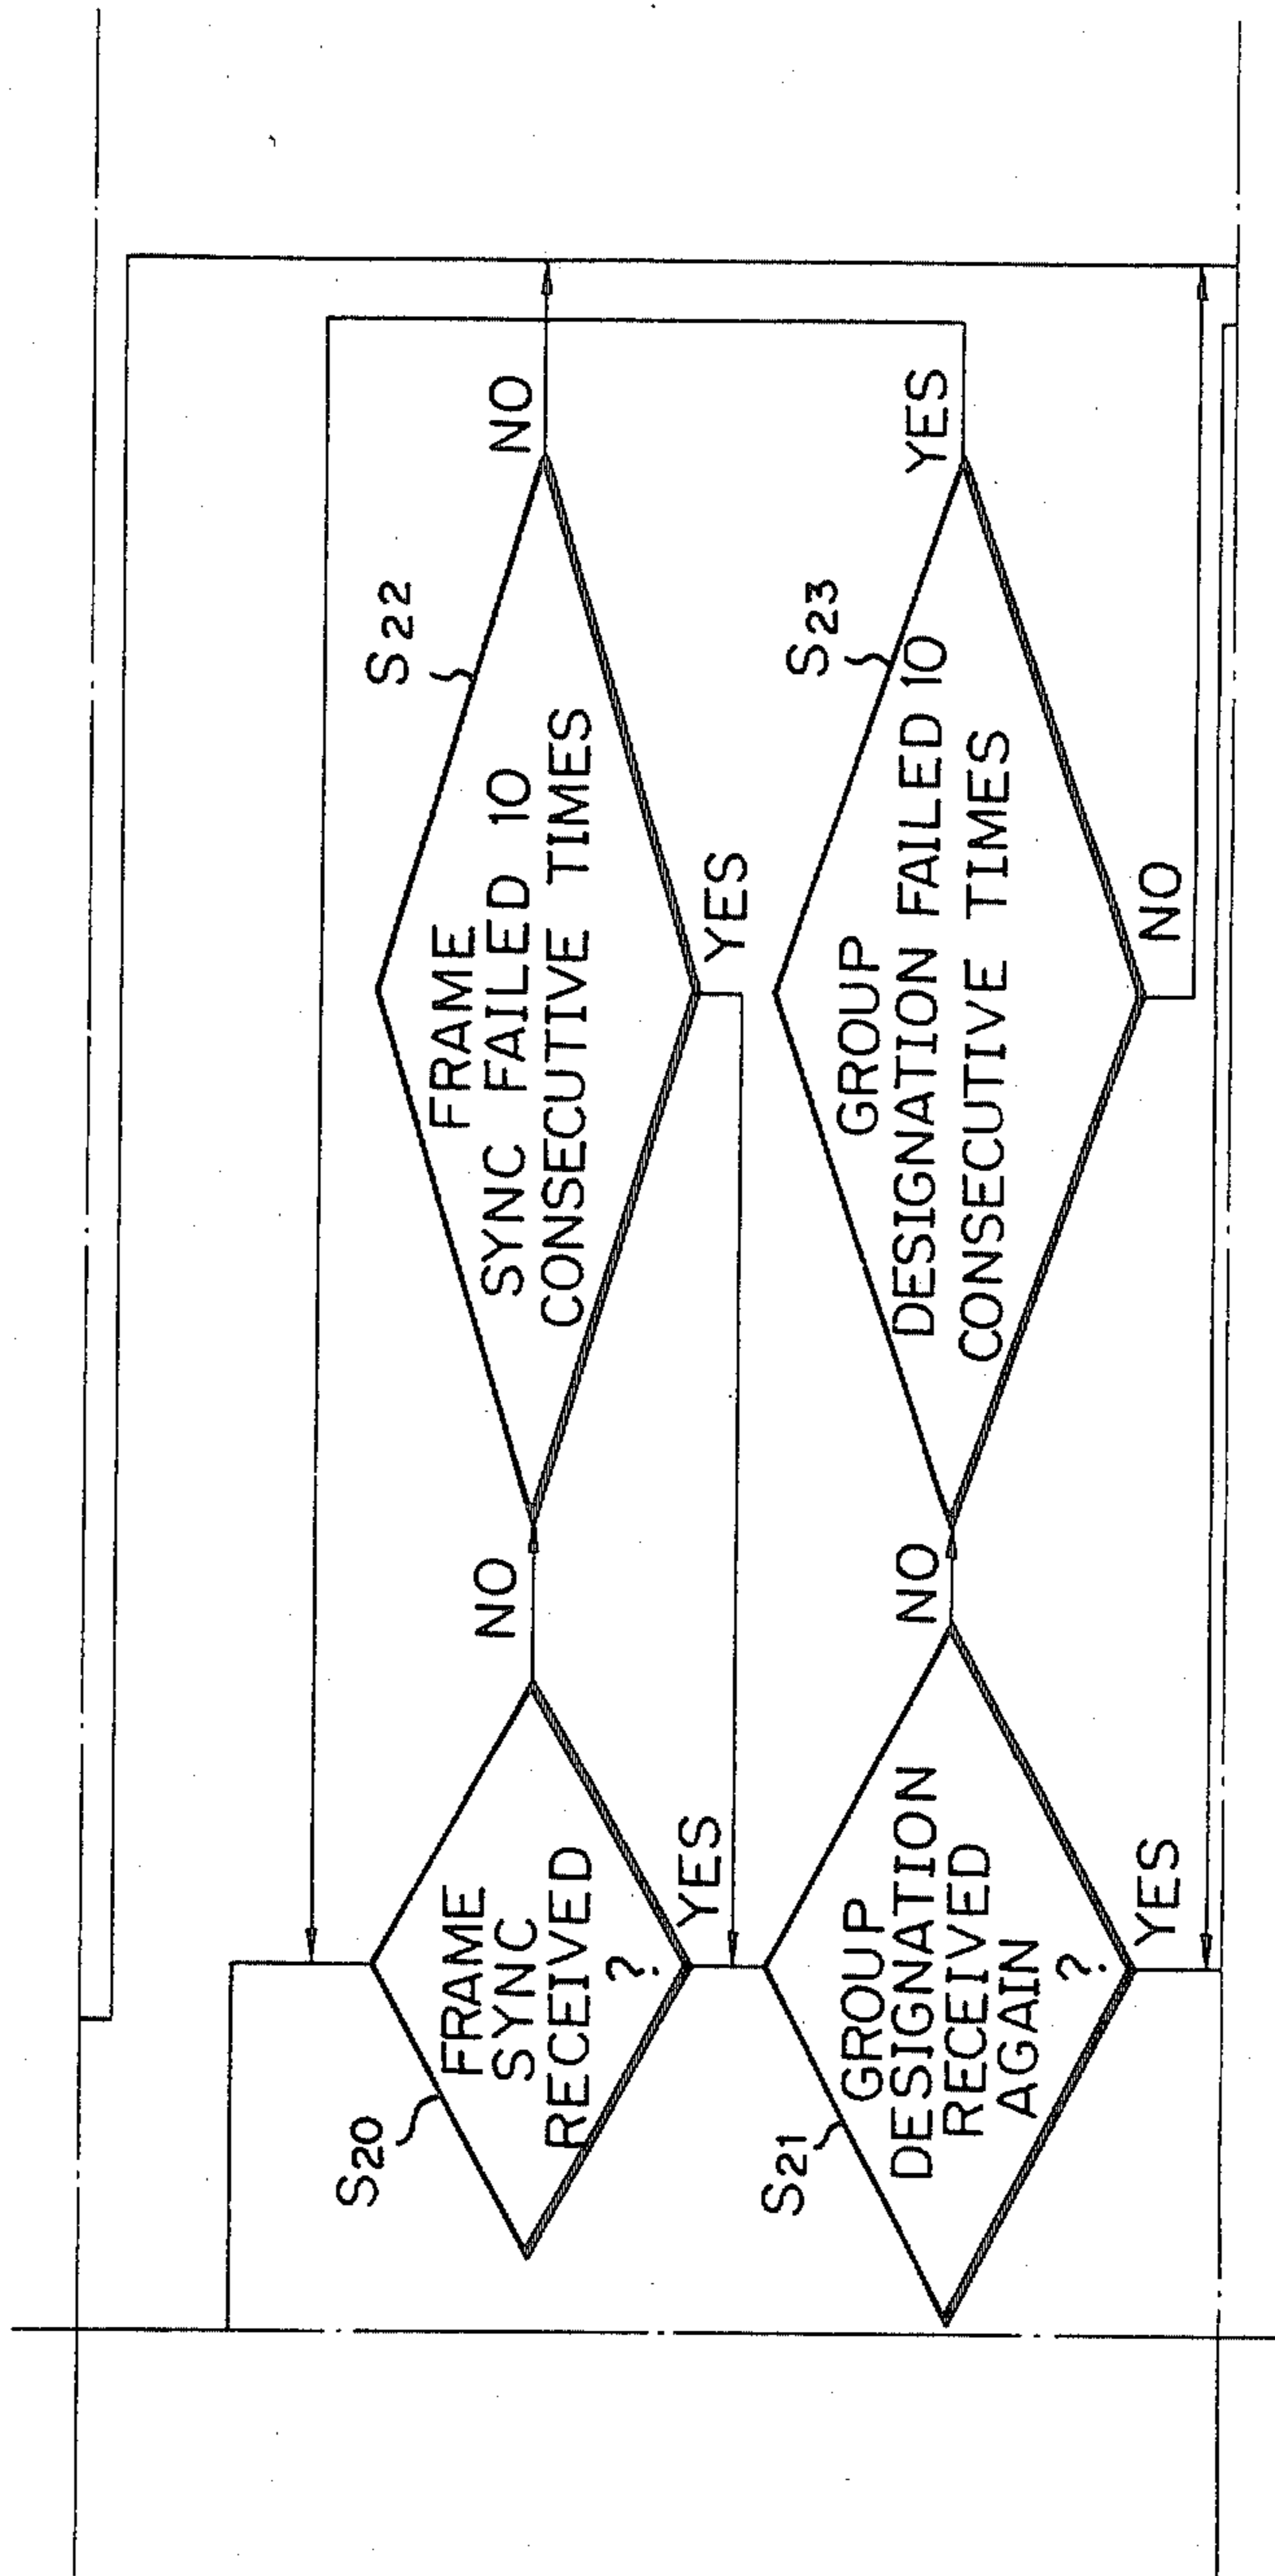 S20
FRAME
SYNC
RECEIVED
?
NO
YES
S22
FRAME
SYNC FAILED 10
CONSECUTIVE TIMES
NO
YES
S21
GROUP
DESIGNATION
RECEIVED
AGAIN
?
NO
YES
S23
GROUP
DESIGNATION FAILED 10
CONSECUTIVE TIMES
YES
NO